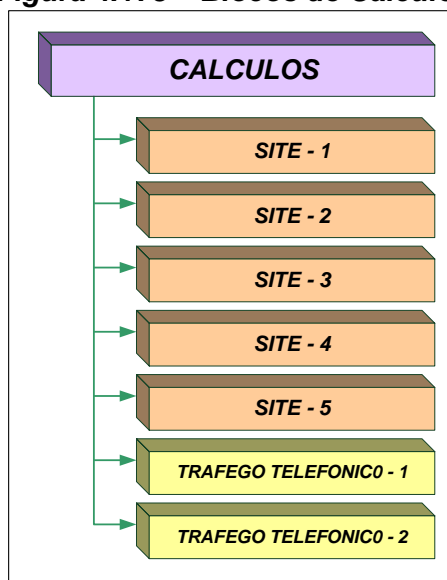 CALCULOS
SITE - 1
SITE - 2
SITE - 3
SITE - 4
SITE - 5
TRAFEGO TELEFONIC0 - 1
TRAFEGO TELEFONIC0 - 2